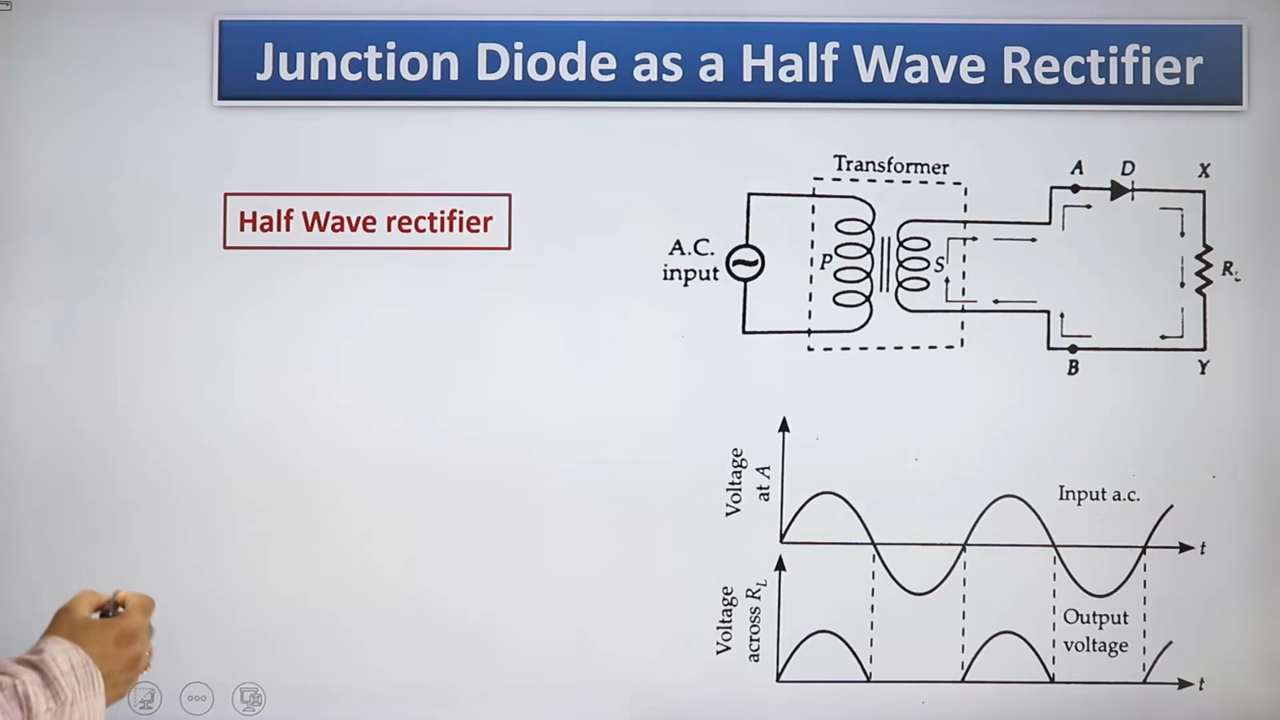 Junction Diode as a Half Wave Rectifier
Half Wave rectifier
Transformer
A.C.
input
P
S
A
D
X
R_L
B
Y
Voltage
at A
Input a.c.
t
Voltage
across R_L
Output
voltage
t